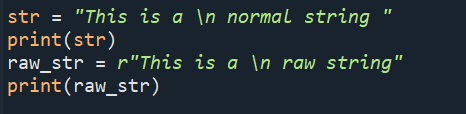 str = "This is a \n normal string "
print(str)
raw_str = r"This is a \n raw string"
print(raw_str)